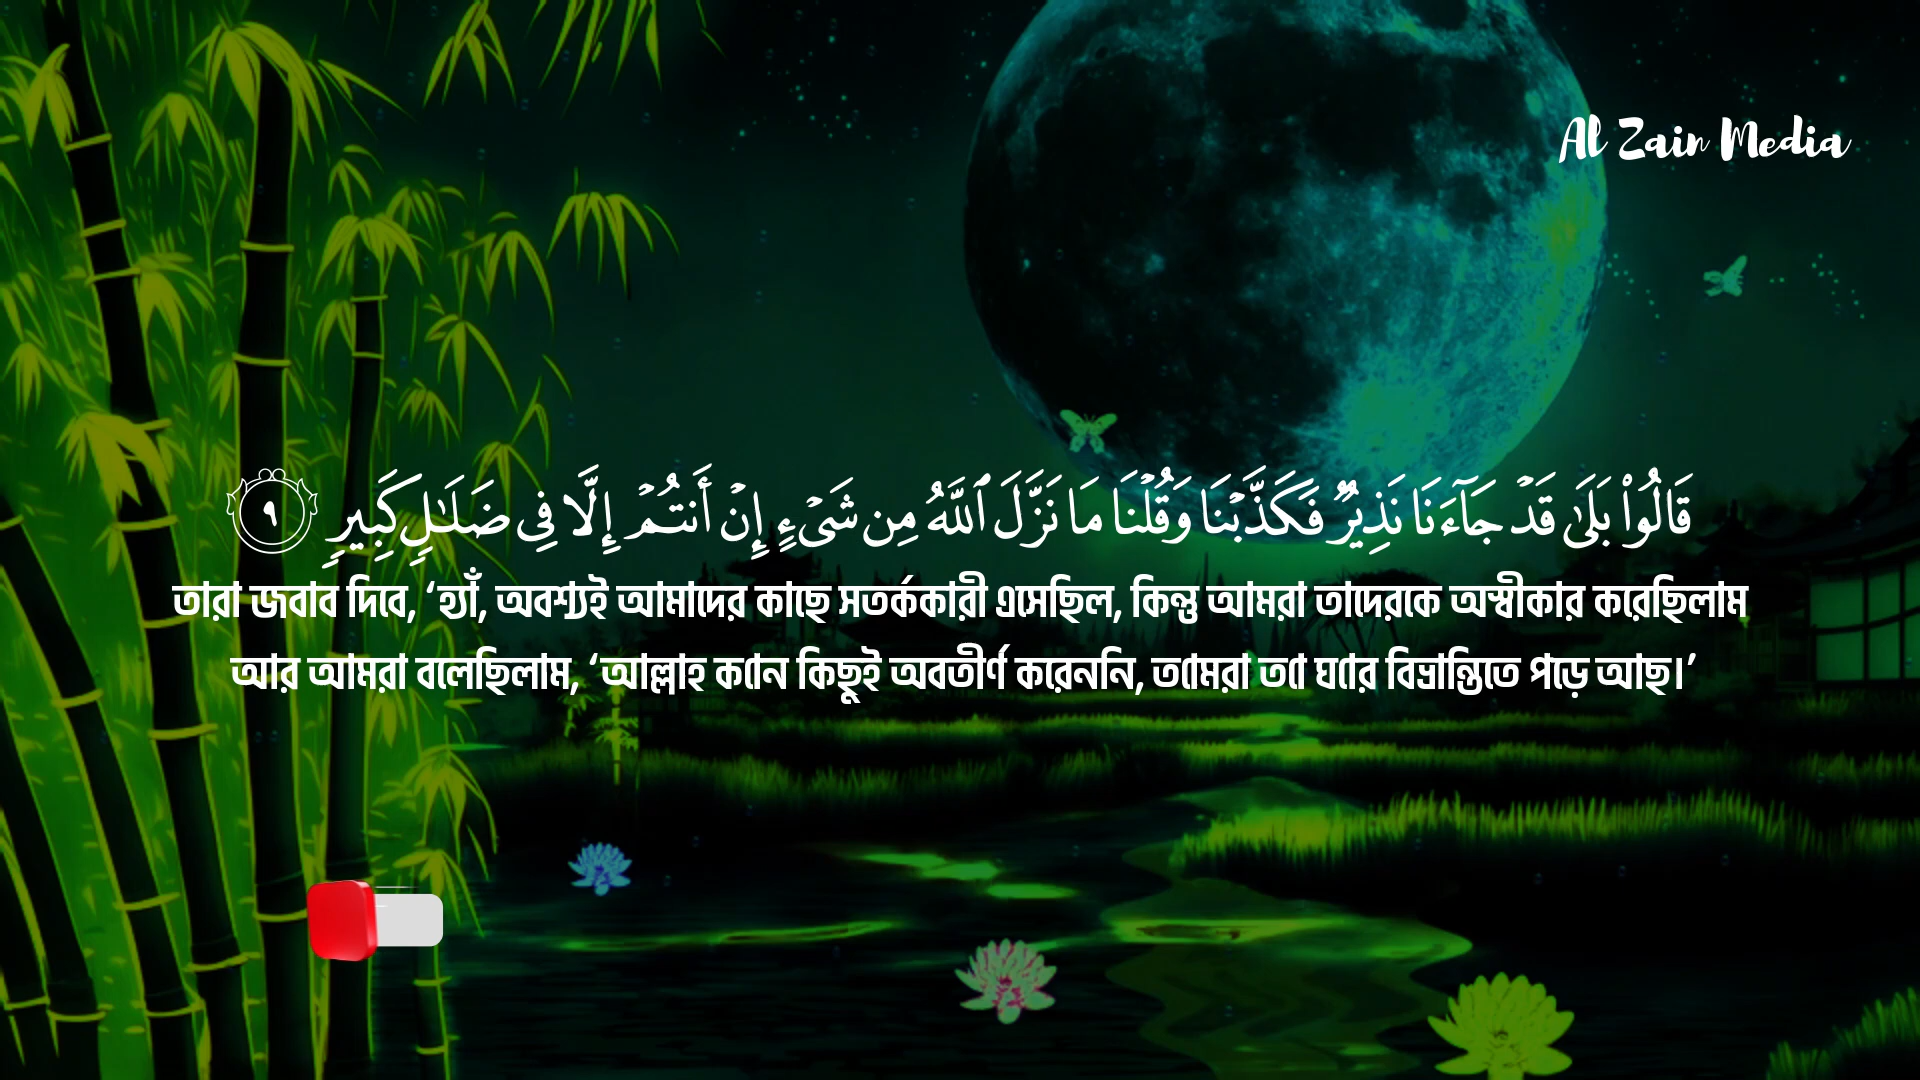 Al Zain Media
قَالُوا۟ بَلَىٰ قَدْ جَآءَنَا نَذِيرٌ فَكَذَّبْنَا وَقُلْنَا مَا نَزَّلَ ٱللَّهُ مِن شَىْءٍ إِنْ أَنتُمْ إِلَّا فِى ضَلَـٰلٍ كَبِيرٍ ٩
তারা জবাব দিবে, ‘হ্যাঁ, অবশ্যই আমাদের কাছে সতর্ককারী এসেছিল, কিন্তু আমরা তাদেরকে অস্বীকার করেছিলাম
আর আমরা বলেছিলাম, ‘আল্লাহ কোন কিছুই অবতীর্ণ করেননি, তোমরা তো ঘোর বিভ্রান্তিতে পড়ে আছ।’